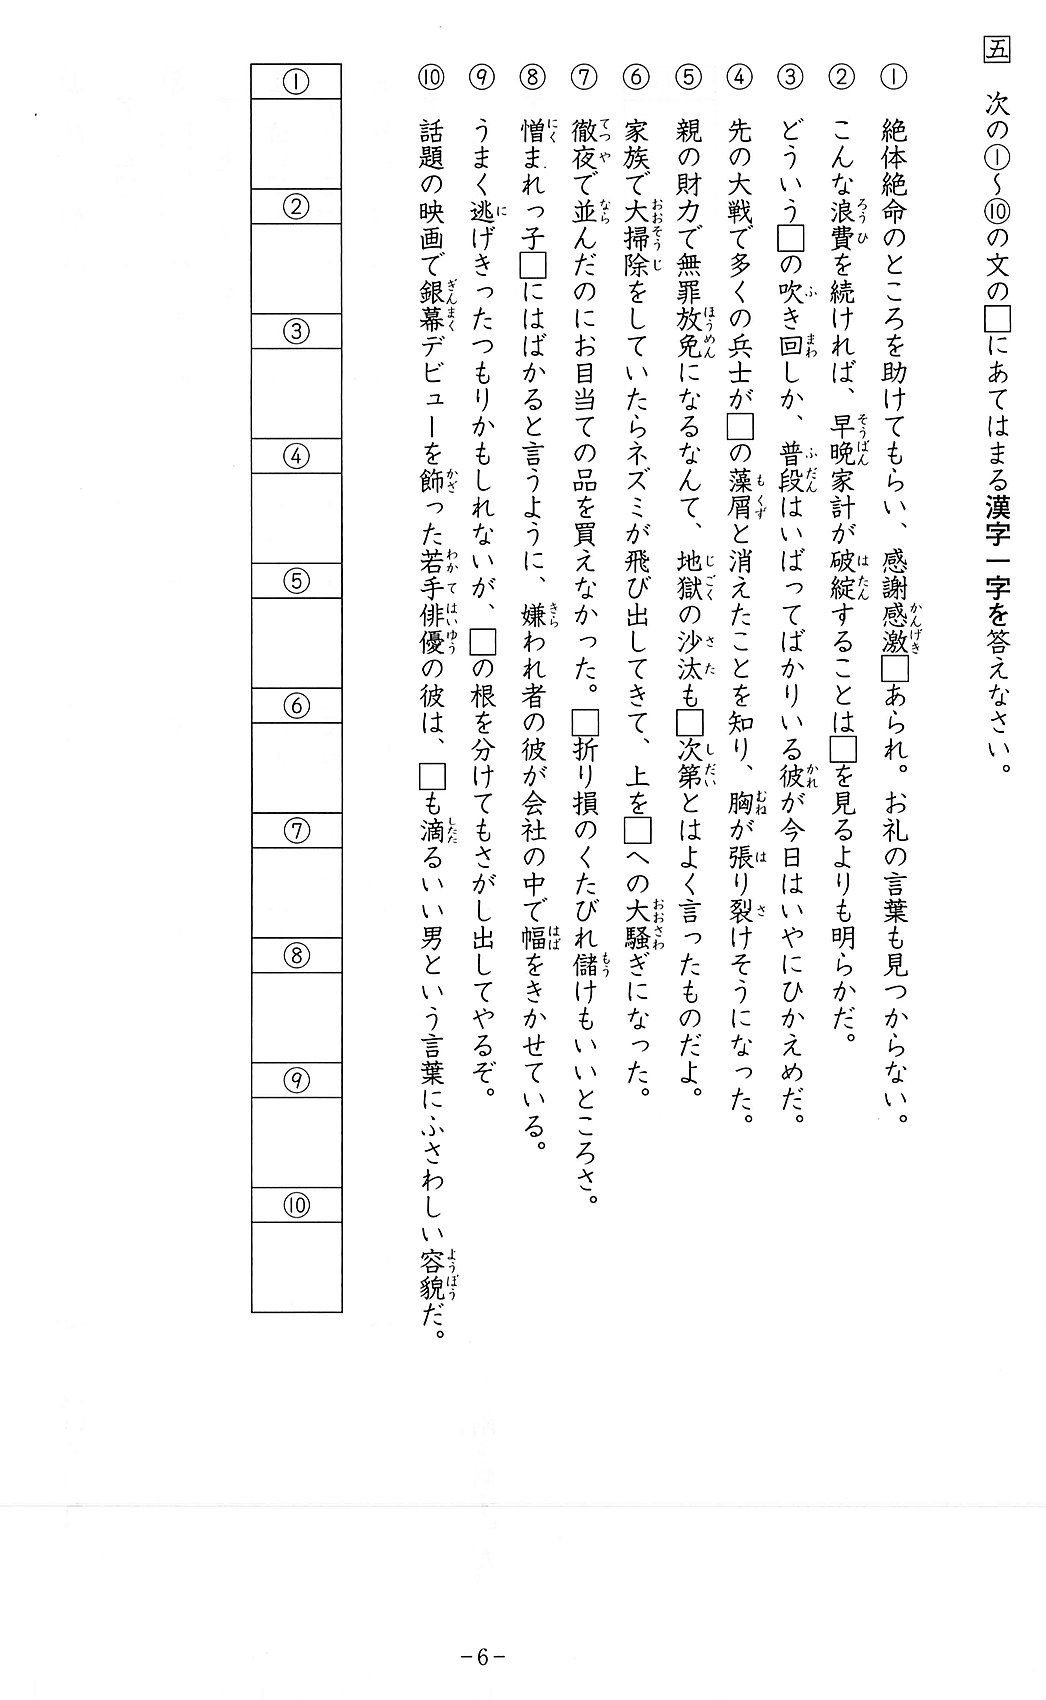 五 次の①～⑩の文の□にあてはまる漢字一字を答えなさい。
① 絶体絶命のところを助けてもらい、感謝感激□あられ。お礼の言葉も見つからない。
② こんな浪費を続ければ、早晩家計が破綻することは□を見るよりも明らかだ。
③ どういう□の吹き回しか、普段はいばってばかりいる彼が今日はいやにひかえめだ。
④ 先の大戦で多くの兵士が□の藻屑と消えたことを知り、胸が張り裂けそうになった。
⑤ 親の財力で無罪放免になるなんて、地獄の沙汰も□次第とはよく言ったものだよ。
⑥ 家族で大掃除をしていたらネズミが飛び出してきて、上を□への大騒ぎになった。
⑦ 徹夜で並んだのにお目当ての品を買えなかった。□折り損のくたびれ儲けもいいところさ。
⑧ 憎まれっ子□にはばかると言うように、嫌われ者の彼が会社の中で幅をきかせている。
⑨ うまく逃げきったつもりかもしれないが、□の根を分けてもさがし出してやるぞ。
⑩ 話題の映画で銀幕デビューを飾った若手俳優の彼は、□も滴るいい男という言葉にふさわしい容貌だ。
① ② ③ ④ ⑤ ⑥ ⑦ ⑧ ⑨ ⑩
-6-